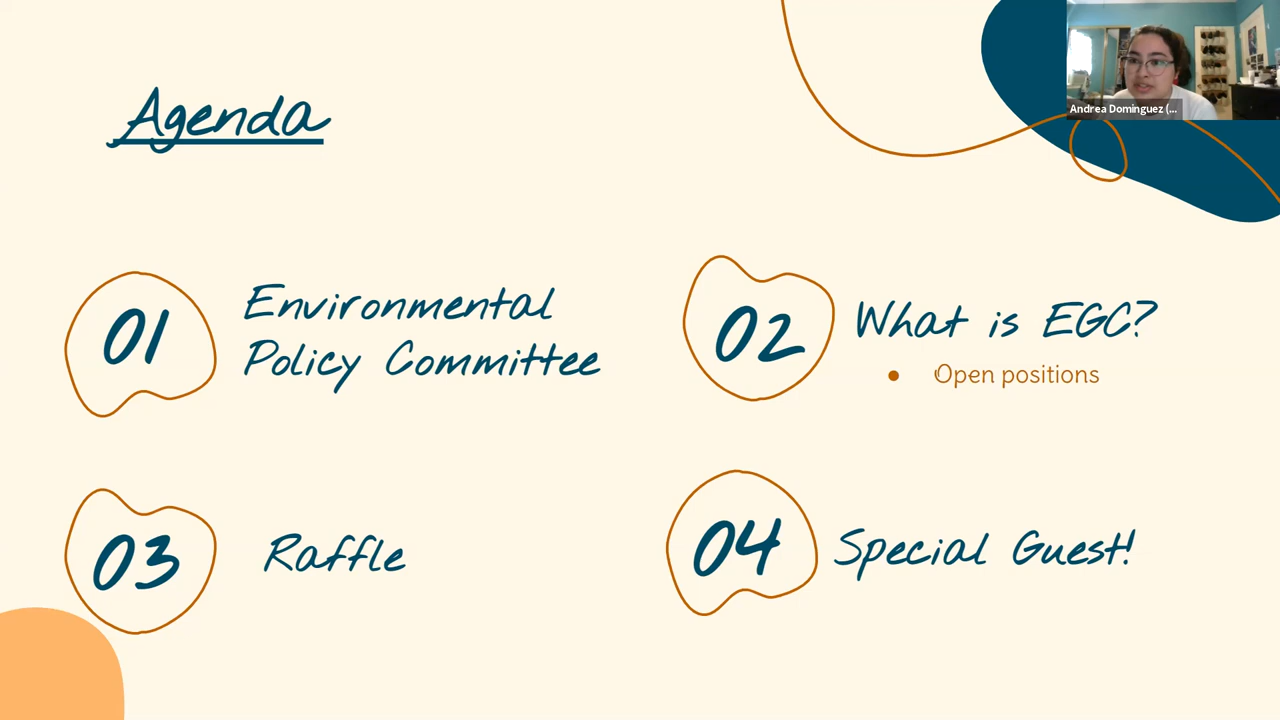 Agenda
Andrea Dominguez (...
01
Environmental
Policy Committee
02
What is EGC?
● Open positions
03
Raffle
04
Special Guest!